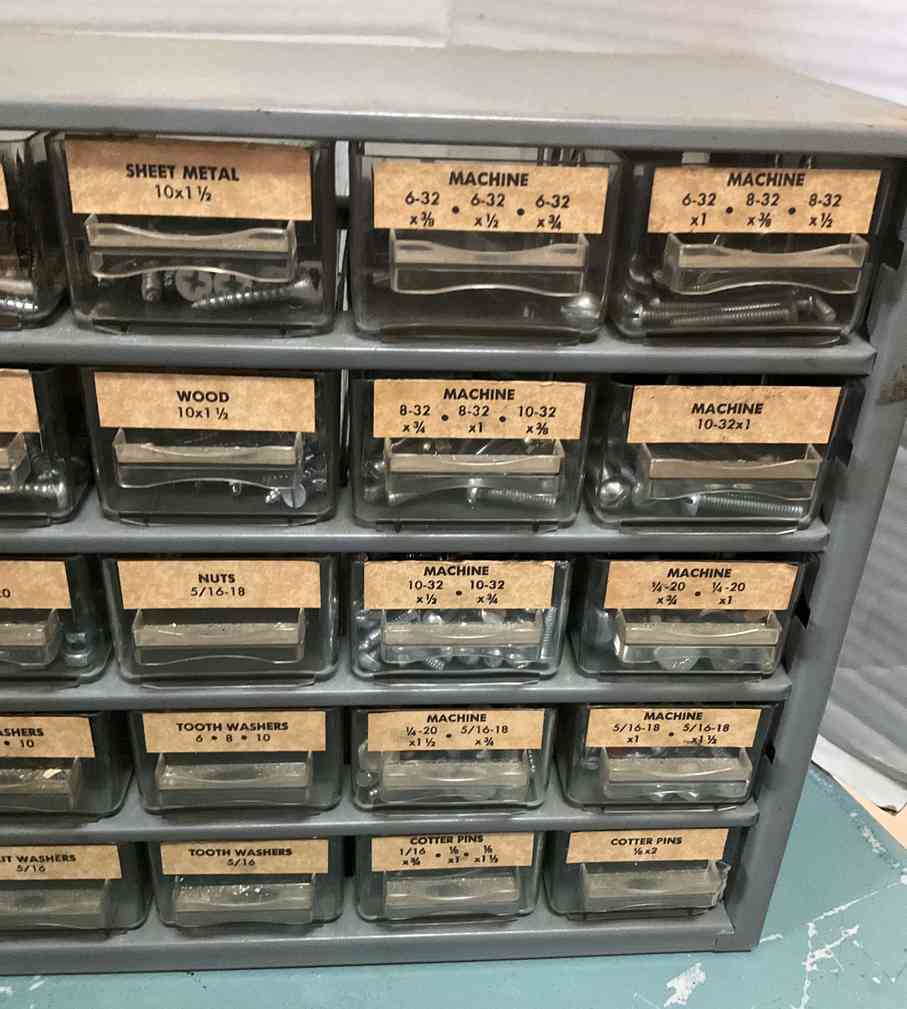 SHEET METAL
10x1 ½
MACHINE
6-32 • 6-32 • 6-32
x ⅜ x ½ x ¾
MACHINE
6-32 • 8-32 • 8-32
x1 x ⅜ x ½
WOOD
10x1 ½
MACHINE
8-32 • 8-32 • 10-32
x ¾ x1 x ⅜
MACHINE
10-32x1
NUTS
5/16-18
MACHINE
10-32 • 10-32
x ½ x ¾
MACHINE
¼-20 • ¼-20
x ¾ x1
• 10
TOOTH WASHERS
6 • 8 • 10
MACHINE
¼-20 • 5/16-18
x1 ½ x ¾
MACHINE
5/16-18 • 5/16-18
x1 x1 ½
WASHERS
5/16
TOOTH WASHERS
5/16
COTTER PINS
1/16 • ⅛ • ⅛
x ¾ x1 x1 ½
COTTER PINS
⅛ x2